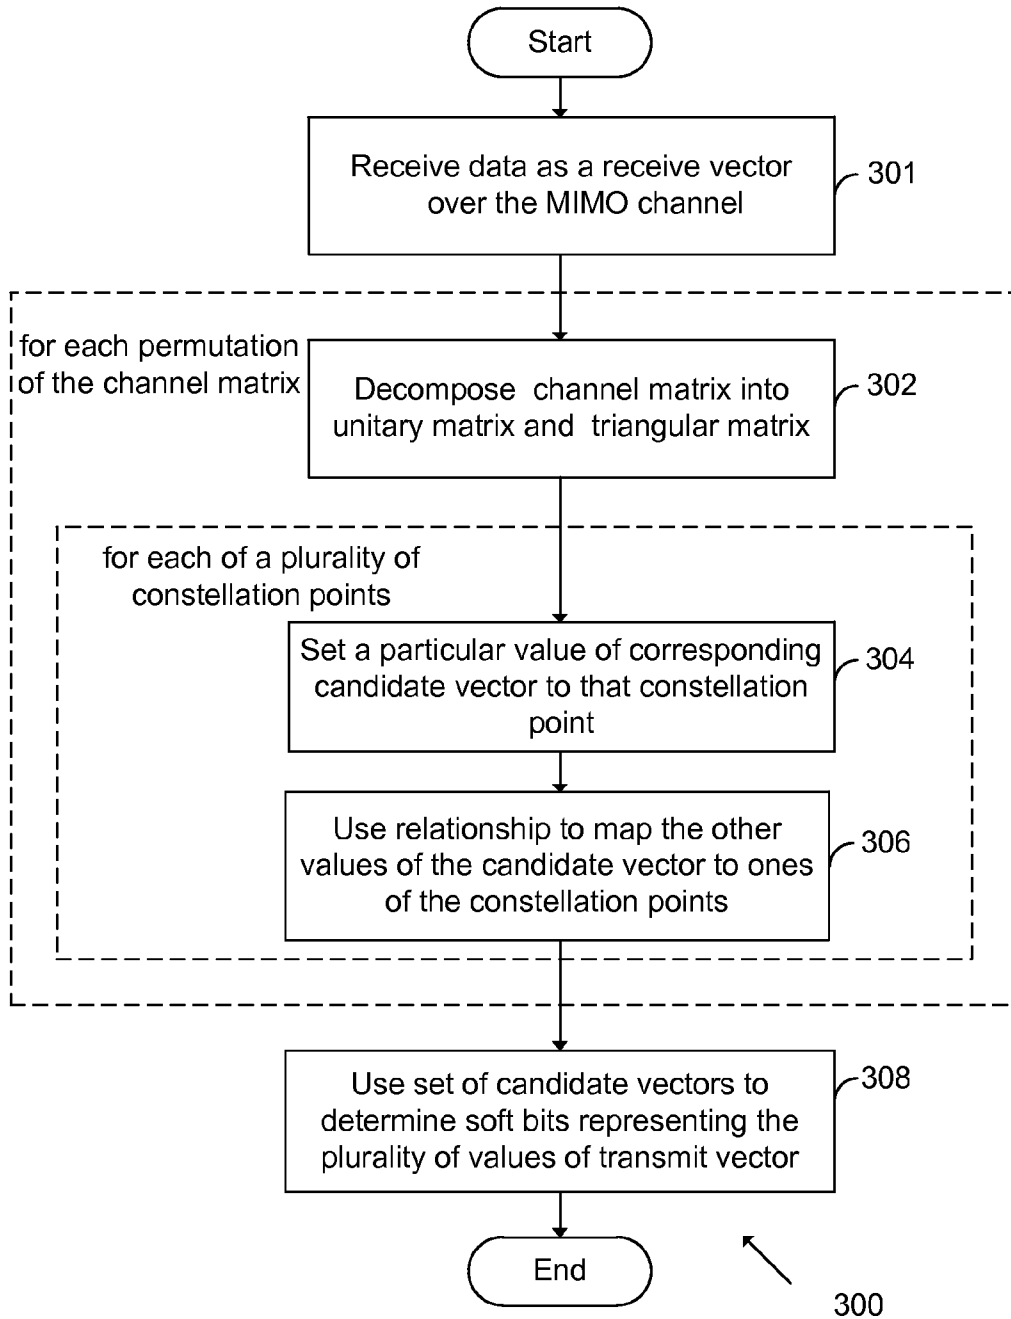 Start
Receive data as a receive vector
over the MIMO channel
301
for each permutation
of the channel matrix
Decompose channel matrix into
unitary matrix and triangular matrix
302
for each of a plurality of
constellation points
Set a particular value of corresponding
candidate vector to that constellation
point
304
Use relationship to map the other
values of the candidate vector to ones
of the constellation points
306
Use set of candidate vectors to
determine soft bits representing the
plurality of values of transmit vector
308
End
300